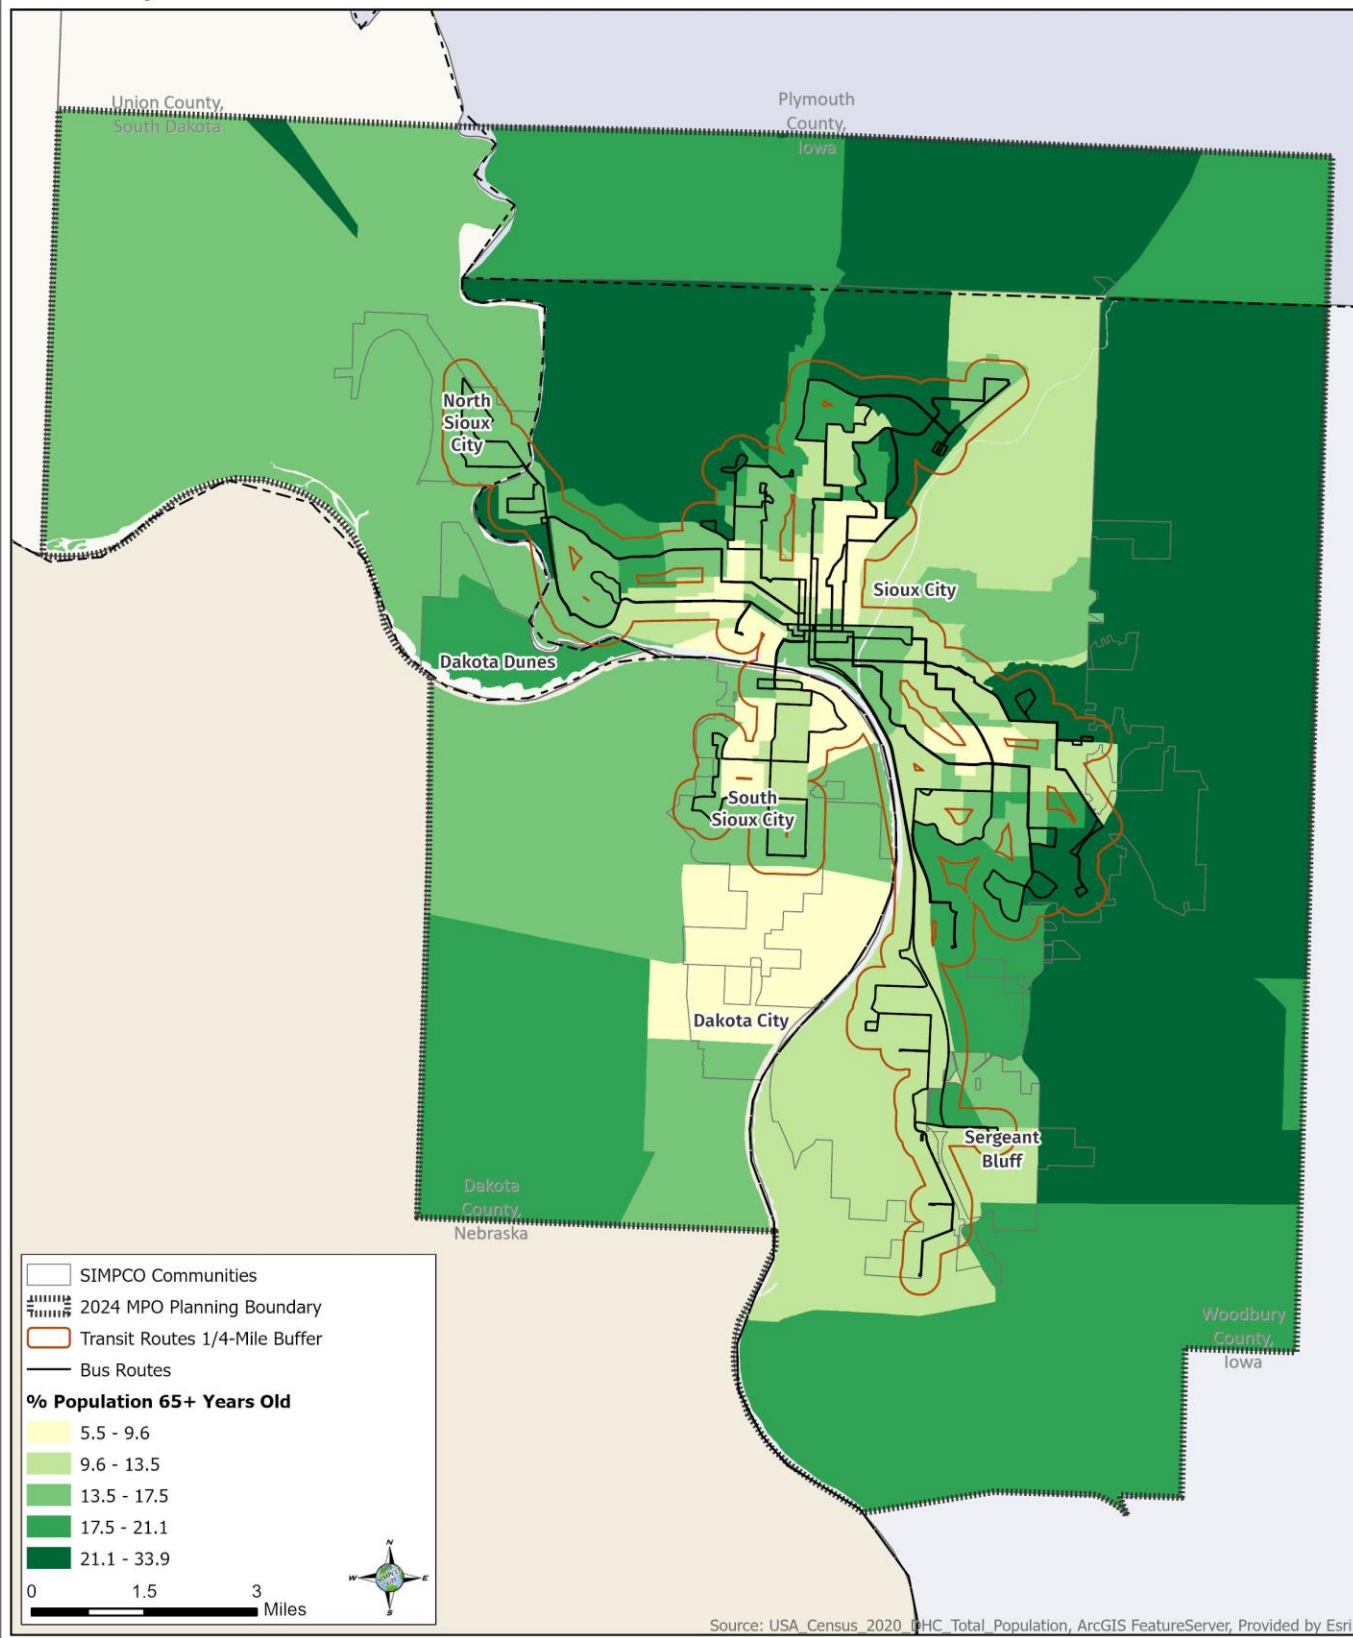 Union County,
South Dakota
Plymouth
County,
Iowa
North
Sioux
City
Sioux City
Dakota Dunes
South
Sioux City
Dakota City
Sergeant
Bluff
Dakota
County,
Nebraska
Woodbury
County,
Iowa
SIMPCO Communities
2024 MPO Planning Boundary
Transit Routes 1/4-Mile Buffer
Bus Routes
% Population 65+ Years Old
5.5 - 9.6
9.6 - 13.5
13.5 - 17.5
17.5 - 21.1
21.1 - 33.9
0 1.5 3
Miles
N
W E
S
Source: USA_Census_2020_DHC_Total_Population, ArcGIS FeatureServer, Provided by Esri